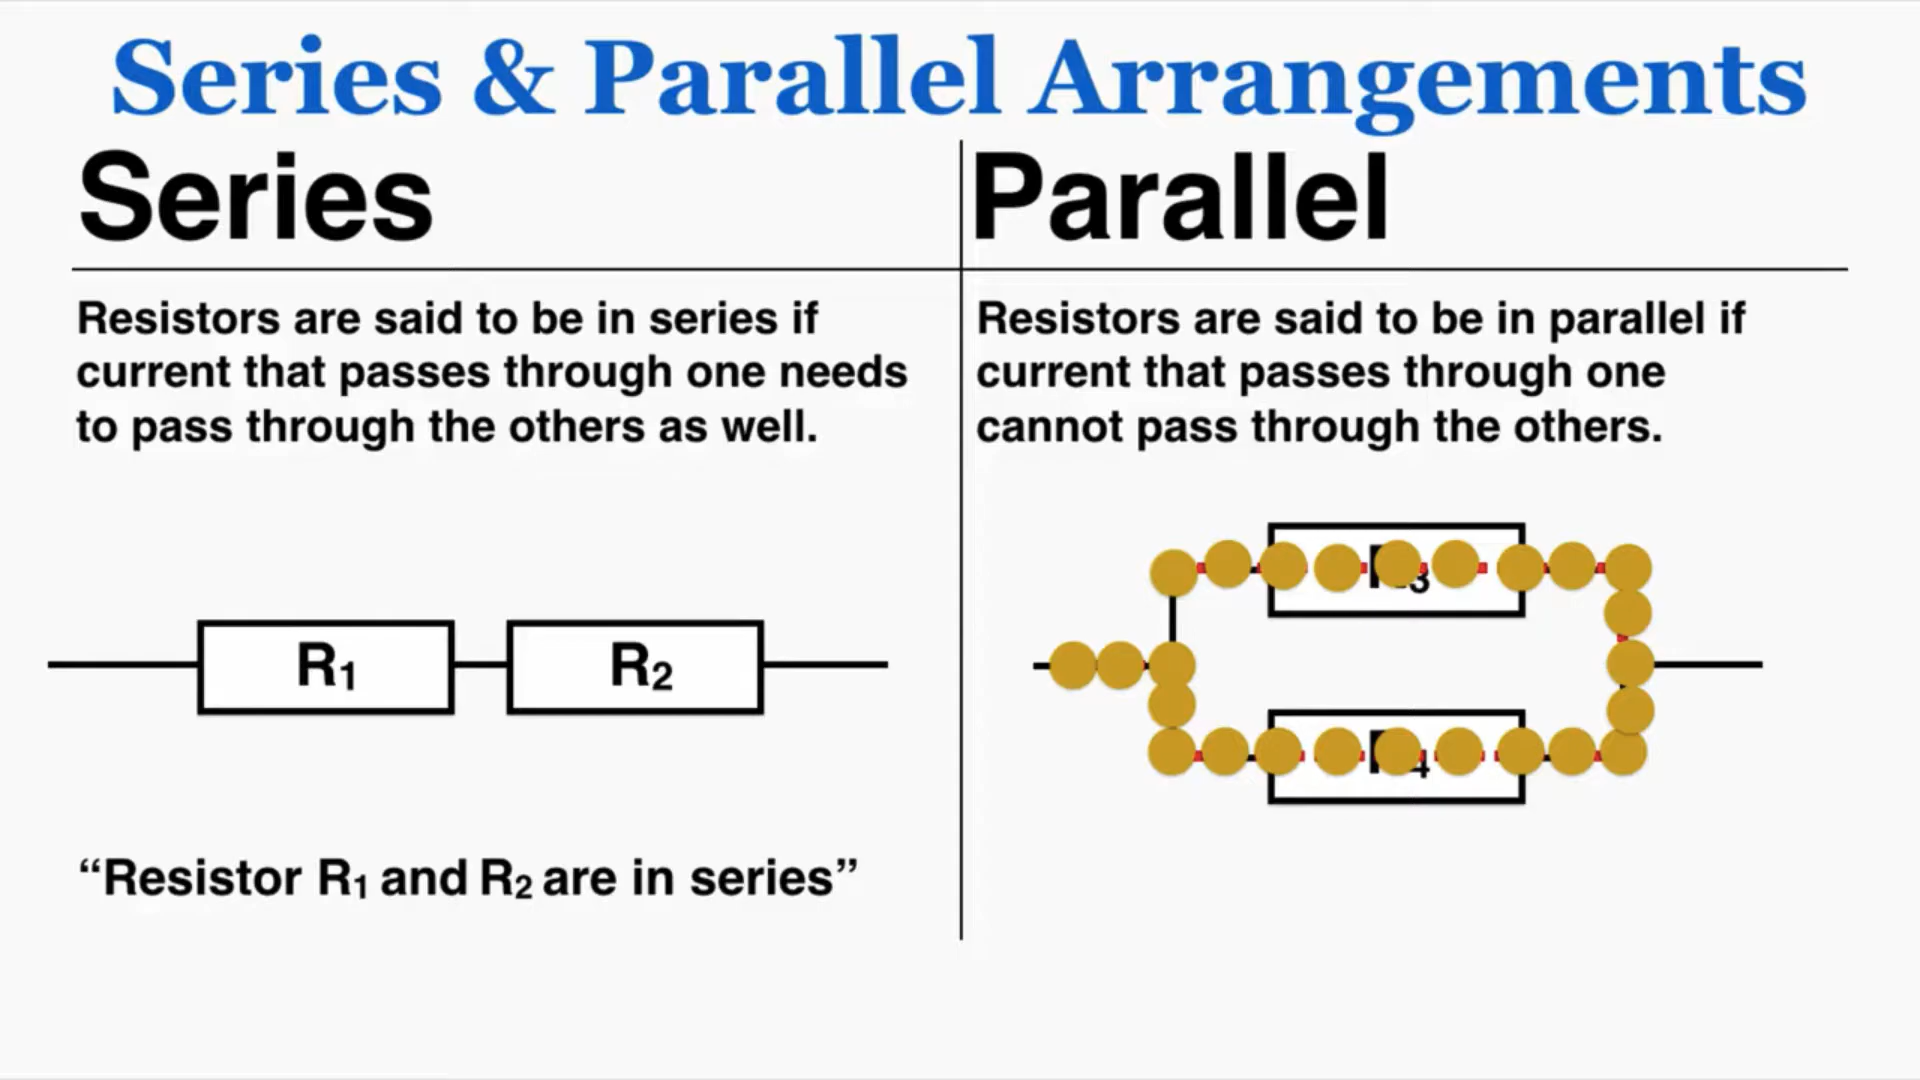 Series & Parallel Arrangements
Series
Parallel
Resistors are said to be in series if
current that passes through one needs
to pass through the others as well.
Resistors are said to be in parallel if
current that passes through one
cannot pass through the others.
R₁
R₂
3
4
“Resistor R₁ and R₂ are in series”